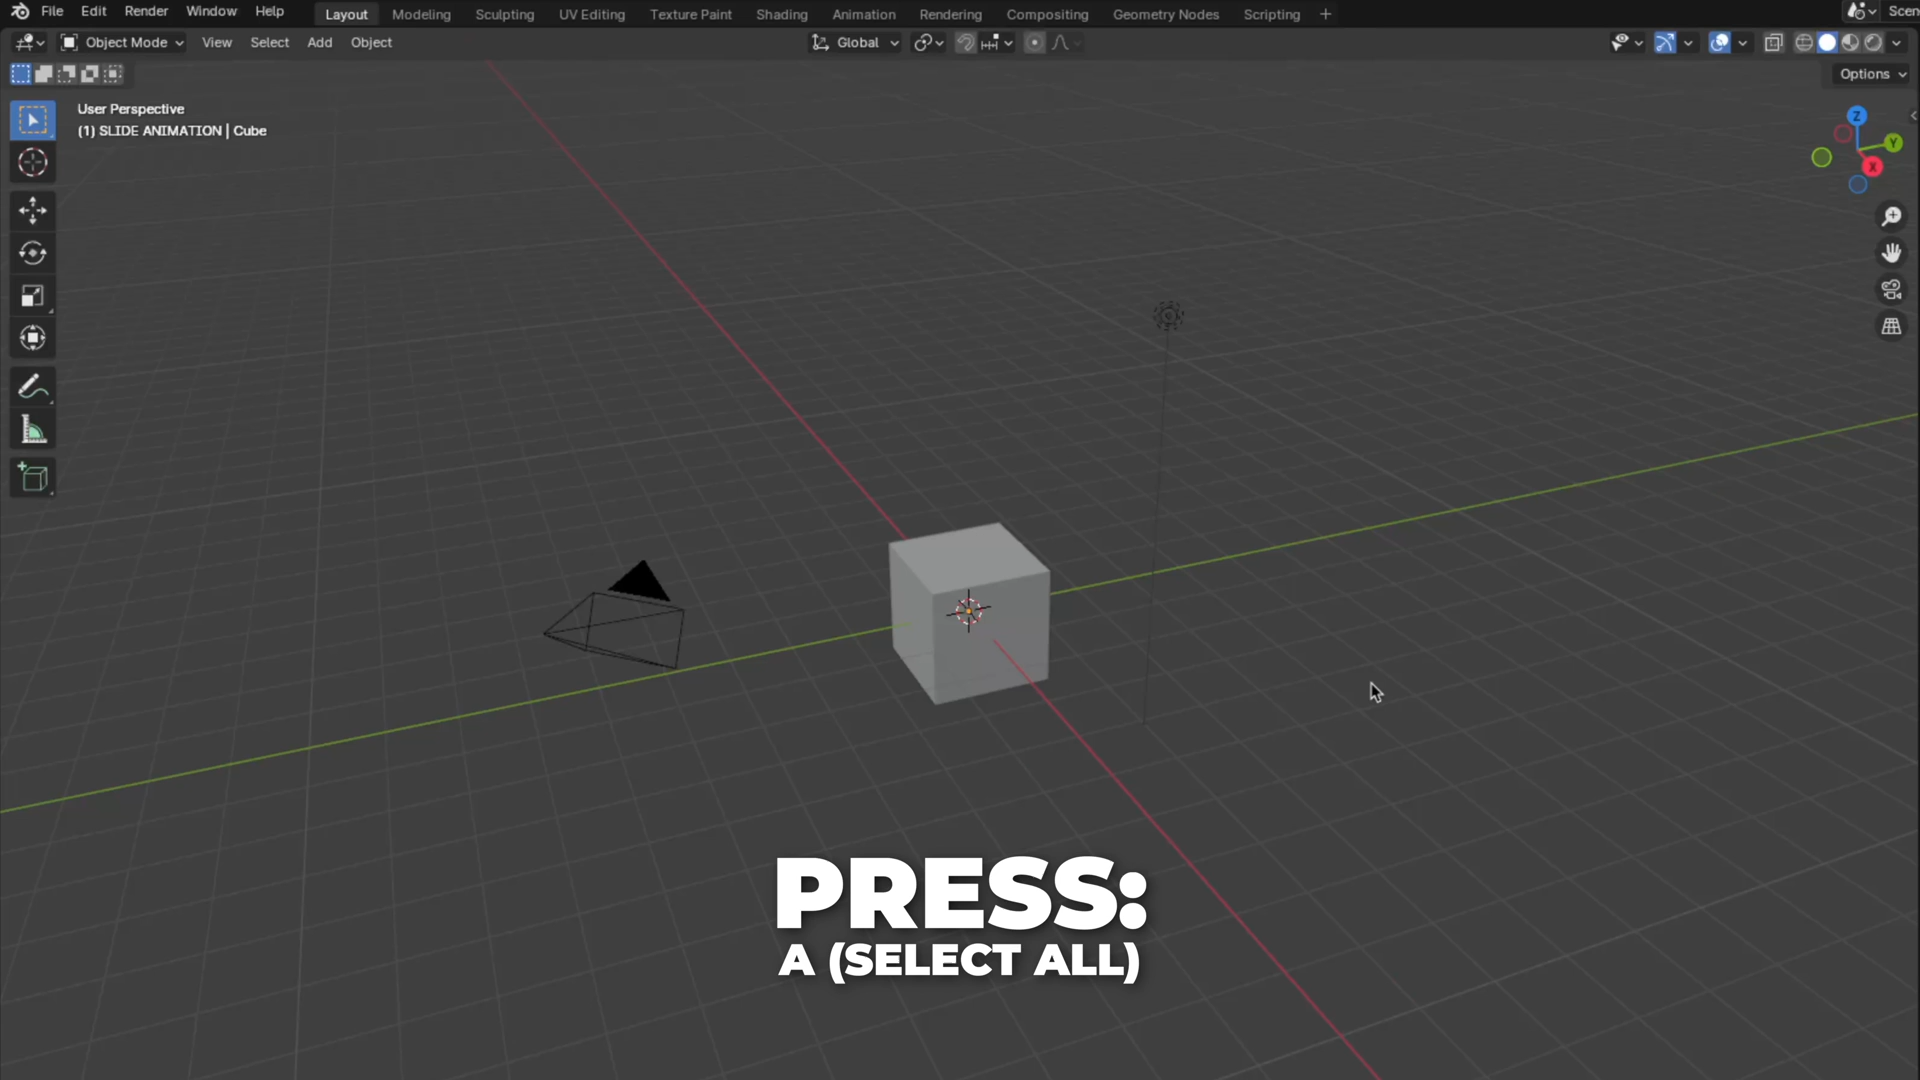 File Edit Render Window Help Layout Modeling Sculpting UV Editing Texture Paint Shading Animation Rendering Compositing Geometry Nodes Scripting + Scen
Object Mode View Select Add Object Global
Options
User Perspective
(1) SLIDE ANIMATION | Cube
Z
Y
X
PRESS:
A (SELECT ALL)